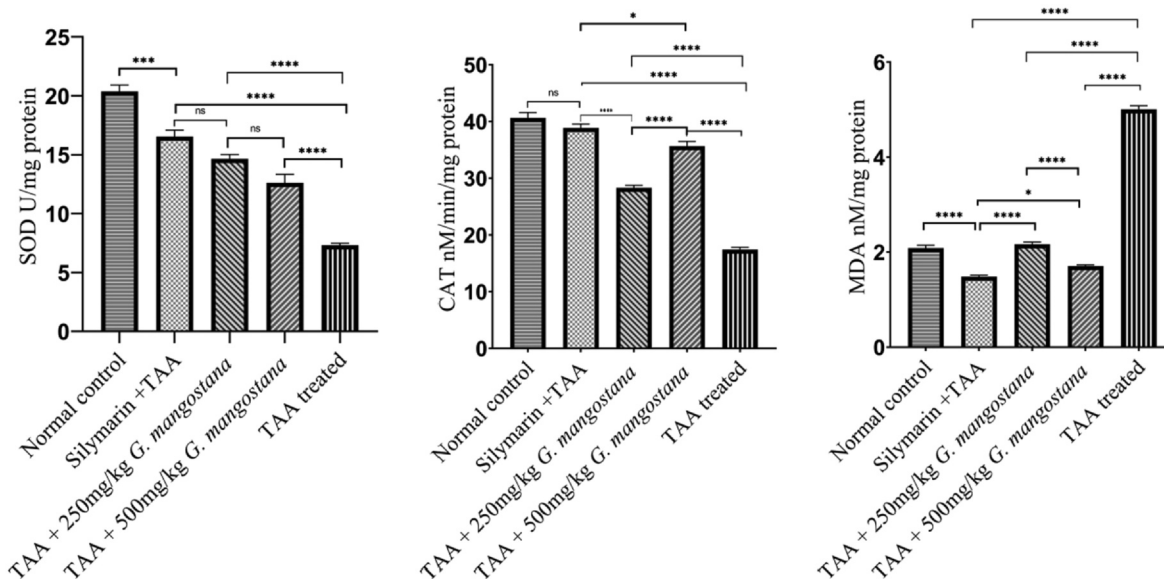 ***
****
****
ns
ns
****
25
20
15
10
5
0
SOD U/mg protein
Normal control
Silymarin +TAA
TAA + 250mg/kg G. mangostana
TAA + 500mg/kg G. mangostana
TAA treated
*
****
****
ns
****
****
****
50
40
30
20
10
0
CAT nM/min/mg protein
Normal control
Silymarin +TAA
TAA + 250mg/kg G. mangostana
TAA + 500mg/kg G. mangostana
TAA treated
****
****
****
****
*
****
****
6
4
2
0
MDA nM/mg protein
Normal control
Silymarin +TAA
TAA + 250mg/kg G. mangostana
TAA + 500mg/kg G. mangostana
TAA treated